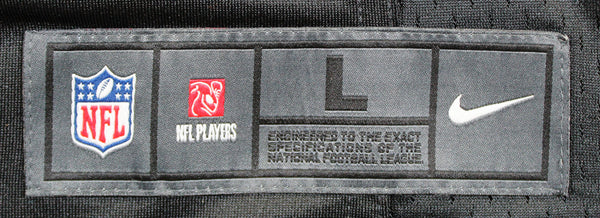 NFL
NFL PLAYERS
L
ENGINEERED TO THE EXACT
SPECIFICATIONS OF THE
NATIONAL FOOTBALL LEAGUE.